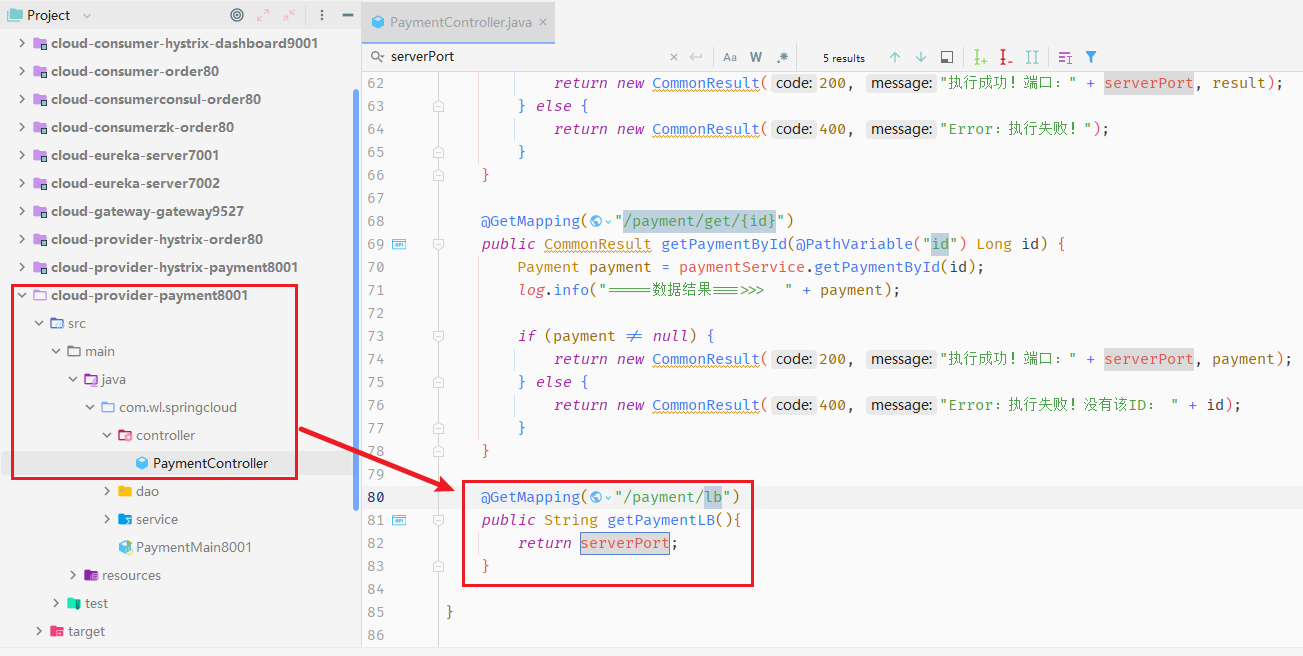 Project
cloud-consumer-hystrix-dashboard9001
cloud-consumer-order80
cloud-consumerconsul-order80
cloud-consumerzk-order80
cloud-eureka-server7001
cloud-eureka-server7002
cloud-gateway-gateway9527
cloud-provider-hystrix-order80
cloud-provider-hystrix-payment8001
cloud-provider-payment8001
src
main
java
com.wl.springcloud
controller
PaymentController
dao
service
PaymentMain8001
resources
test
target
PaymentController.java ×
serverPort × Aa W .* 5 results
62 return new CommonResult( code: 200, message: "执行成功！端口：" + serverPort, result);
63 } else {
64 return new CommonResult( code: 400, message: "Error：执行失败！");
65 }
66 }
67
68 @GetMapping("/payment/get/{id}")
69 API public CommonResult getPaymentById(@PathVariable("id") Long id) {
70 Payment payment = paymentService.getPaymentById(id);
71 log.info("=====数据结果===>>>  " + payment);
72
73 if (payment ≠ null) {
74 return new CommonResult( code: 200, message: "执行成功！端口：" + serverPort, payment);
75 } else {
76 return new CommonResult( code: 400, message: "Error：执行失败！没有该ID： " + id);
77 }
78 }
79
80 @GetMapping("/payment/lb")
81 API public String getPaymentLB(){
82 return serverPort;
83 }
84
85 }
86